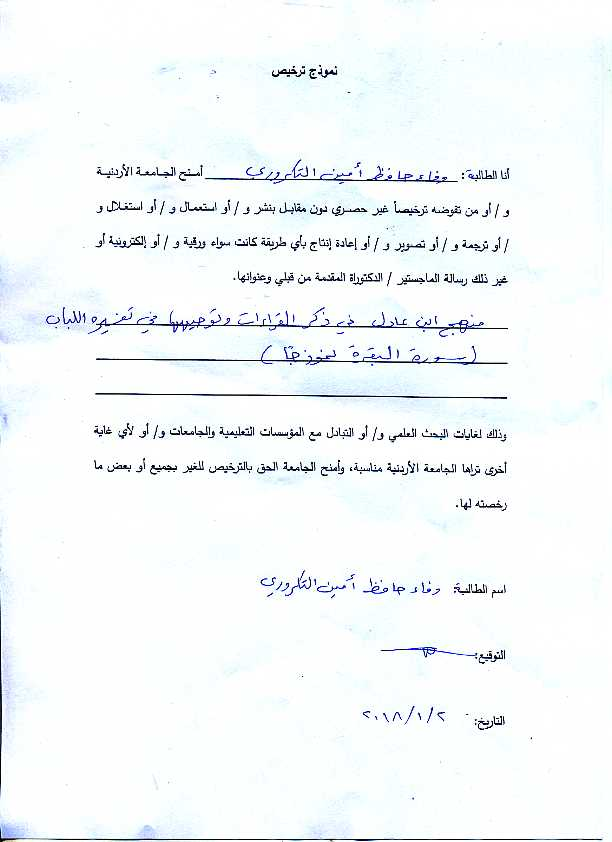 نموذج ترخيص
أنا الطالبة: وفاء حافظ أمين التكروري أمنح الجامعة الأردنية
و / أو من تفوضه ترخيصاً غير حصري دون مقابل بنشر و / أو استعمال و / أو استغلال و
/ أو ترجمة و / أو تصوير و / أو إعادة إنتاج بأي طريقة كانت سواء ورقية و / أو إلكترونية أو
غير ذلك رسالة الماجستير / الدكتوراة المقدمة من قبلي وعنوانها.
منهج ابن عادل في ذكر القراءات وتوجيهها في تفسيره اللباب
(سورة البقرة نموذجًا)
وذلك لغايات البحث العلمي و/ أو التبادل مع المؤسسات التعليمية والجامعات و/ أو لأي غاية
أخرى تراها الجامعة الأردنية مناسبة، وأمنح الجامعة الحق بالترخيص للغير بجميع أو بعض ما
رخصته لها.
اسم الطالبة: وفاء حافظ أمين التكروري
التوقيع:
التاريخ: ٢٠١٨/١/٢